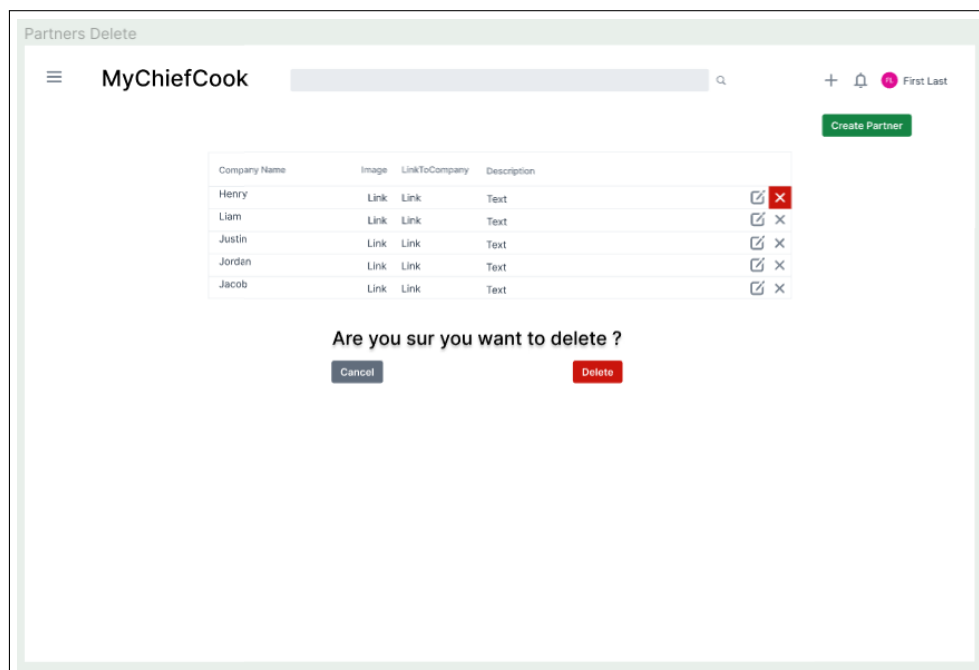 Partners Delete
MyChiefCook
FL First Last
Create Partner
Company Name Image LinkToCompany Description
Henry Link Link Text
Liam Link Link Text
Justin Link Link Text
Jordan Link Link Text
Jacob Link Link Text
Are you sur you want to delete ?
Cancel Delete